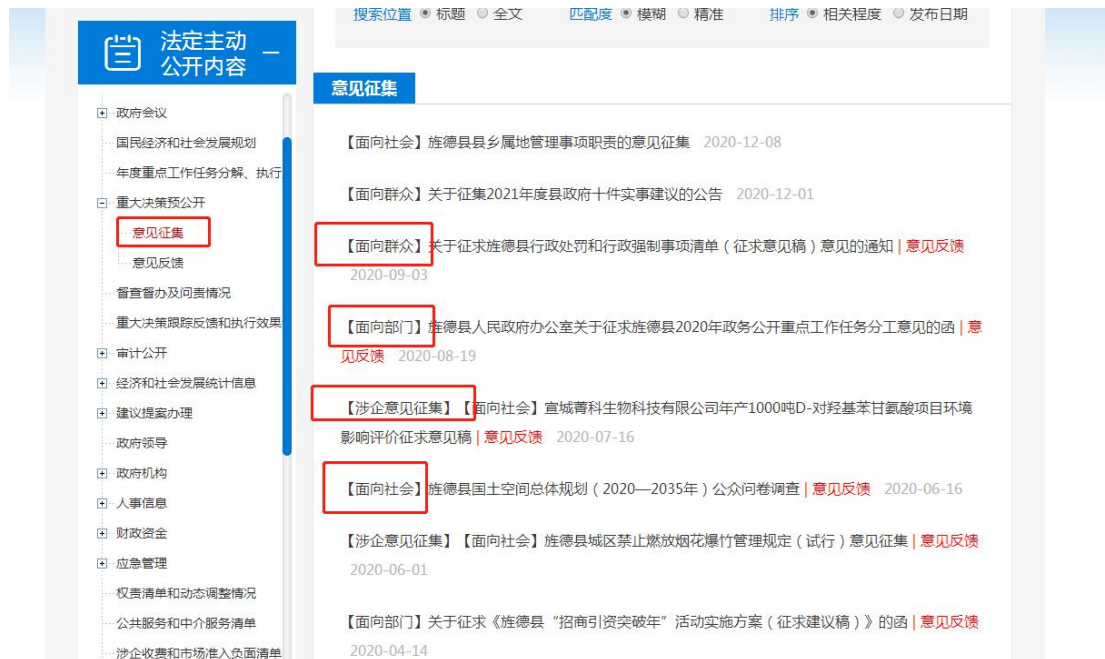 搜索位置 标题 全文 匹配度 模糊 精准 排序 相关程度 发布日期
法定主动
公开内容
政府会议
国民经济和社会发展规划
年度重点工作任务分解、执行
重大决策预公开
意见征集
意见反馈
督查督办及问责情况
重大决策跟踪反馈和执行效果
审计公开
经济和社会发展统计信息
建议提案办理
政府领导
政府机构
人事信息
财政资金
应急管理
权责清单和动态调整情况
公共服务和中介服务清单
涉企收费和市场准入负面清单
意见征集
【面向社会】旌德县县乡属地管理事项职责的意见征集 2020-12-08
【面向群众】关于征集2021年度县政府十件实事建议的公告 2020-12-01
【面向群众】关于征求旌德县行政处罚和行政强制事项清单（征求意见稿）意见的通知 | 意见反馈
2020-09-03
【面向部门】旌德县人民政府办公室关于征求旌德县2020年政务公开重点工作任务分工意见的函 | 意
见反馈 2020-08-19
【涉企意见征集】【面向社会】宣城菁科生物科技有限公司年产1000吨D-对羟基苯甘氨酸项目环境
影响评价征求意见稿 | 意见反馈 2020-07-16
【面向社会】旌德县国土空间总体规划（2020—2035年）公众问卷调查 | 意见反馈 2020-06-16
【涉企意见征集】【面向社会】旌德县城区禁止燃放烟花爆竹管理规定（试行）意见征集 | 意见反馈
2020-06-01
【面向部门】关于征求《旌德县“招商引资突破年”活动实施方案（征求建议稿）》的函 | 意见反馈
2020-04-14